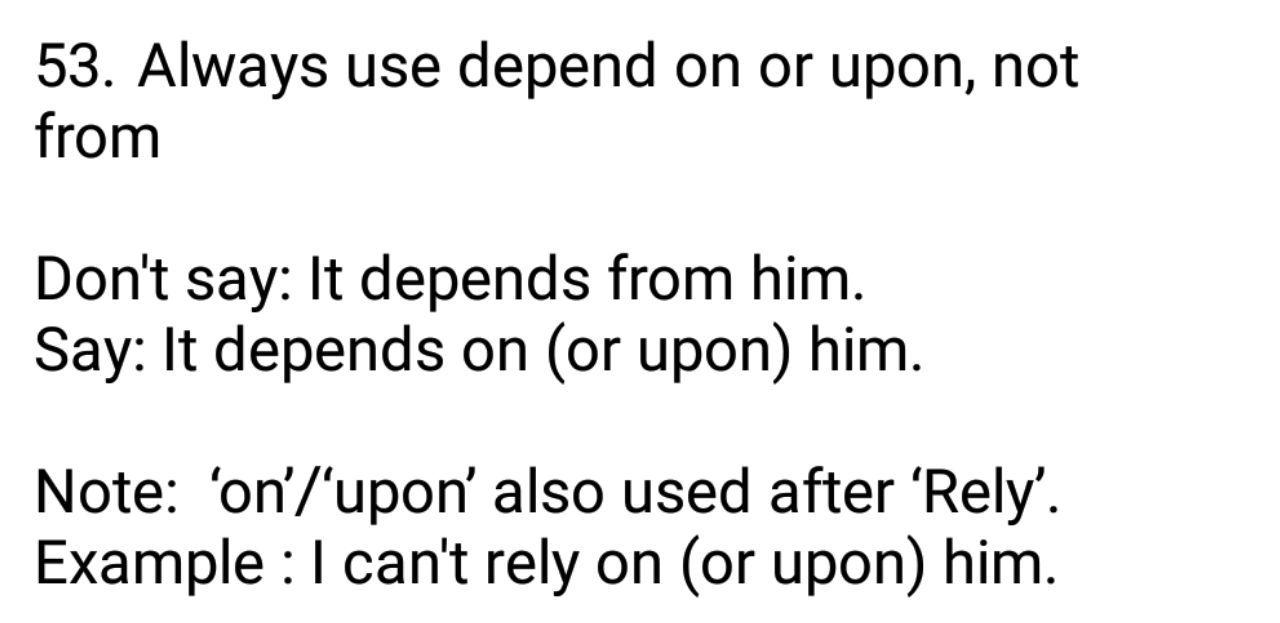 53. Always use depend on or upon, not
from
Don't say: It depends from him.
Say: It depends on (or upon) him.
Note:  ‘on’/‘upon’ also used after ‘Rely’.
Example : I can't rely on (or upon) him.